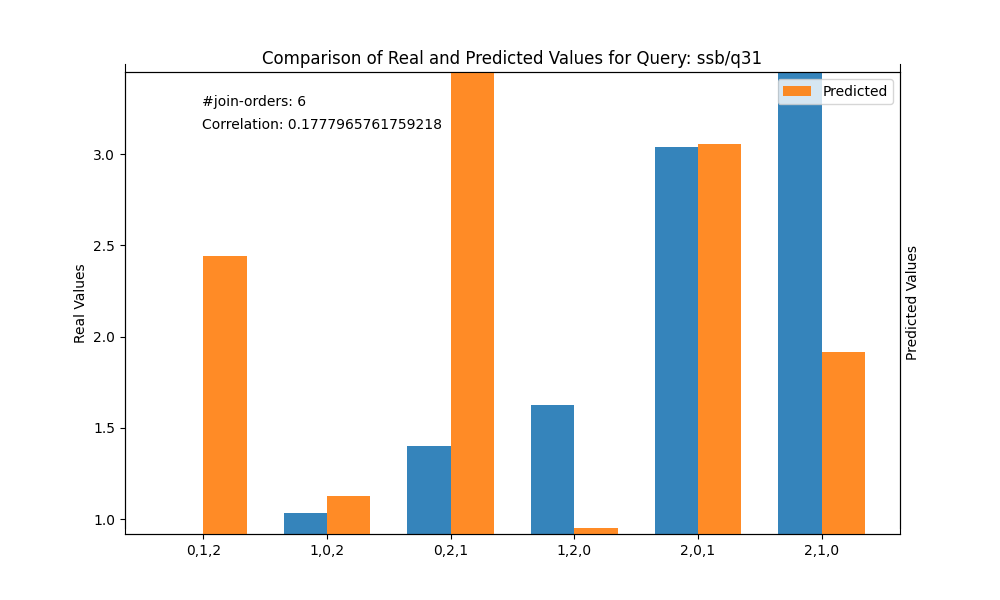 Comparison of Real and Predicted Values for Query: ssb/q31
#join-orders: 6
Correlation: 0.1777965761759218
Predicted
3.0
2.5
2.0
1.5
1.0
Real Values
Predicted Values
0,1,2
1,0,2
0,2,1
1,2,0
2,0,1
2,1,0